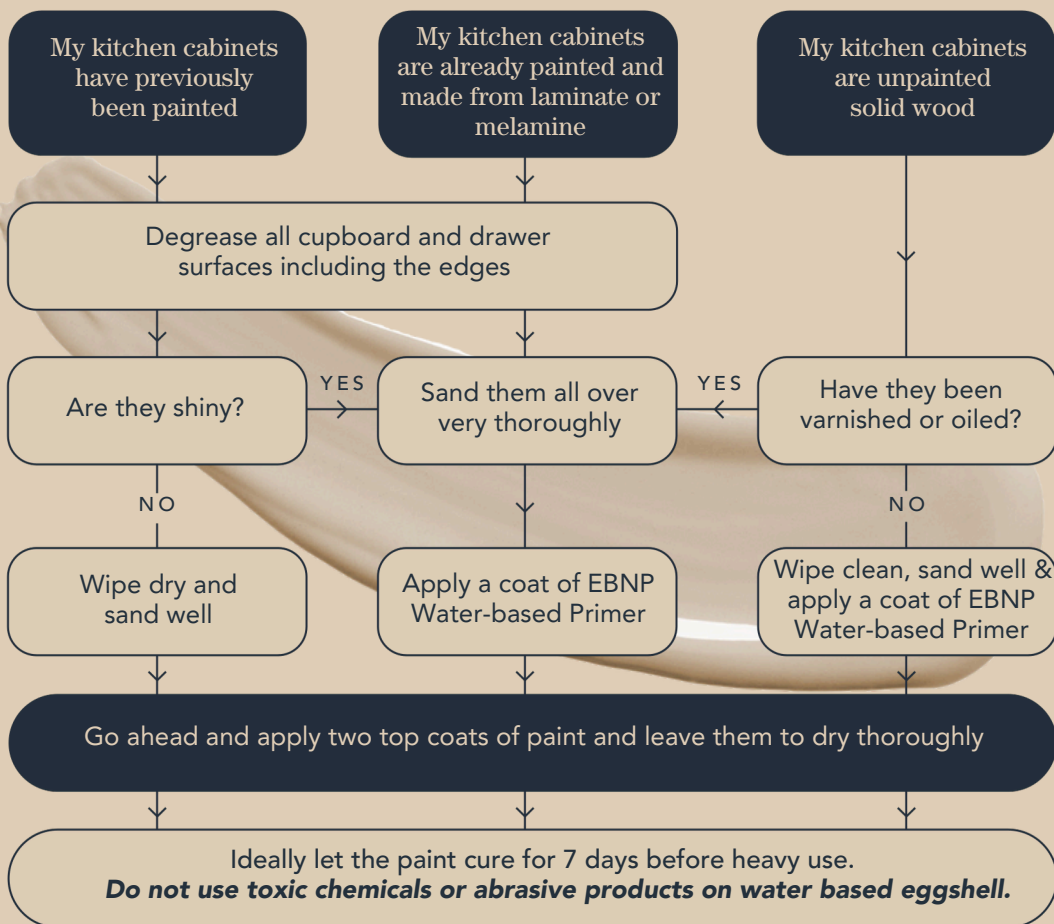 My kitchen cabinets
have previously
been painted
My kitchen cabinets
are already painted and
made from laminate or
melamine
My kitchen cabinets
are unpainted
solid wood
Degrease all cupboard and drawer
surfaces including the edges
Are they shiny?
YES
Sand them all over
very thoroughly
YES
Have they been
varnished or oiled?
NO
NO
Wipe dry and
sand well
Apply a coat of EBNP
Water-based Primer
Wipe clean, sand well &
apply a coat of EBNP
Water-based Primer
Go ahead and apply two top coats of paint and leave them to dry thoroughly
Ideally let the paint cure for 7 days before heavy use.
Do not use toxic chemicals or abrasive products on water based eggshell.